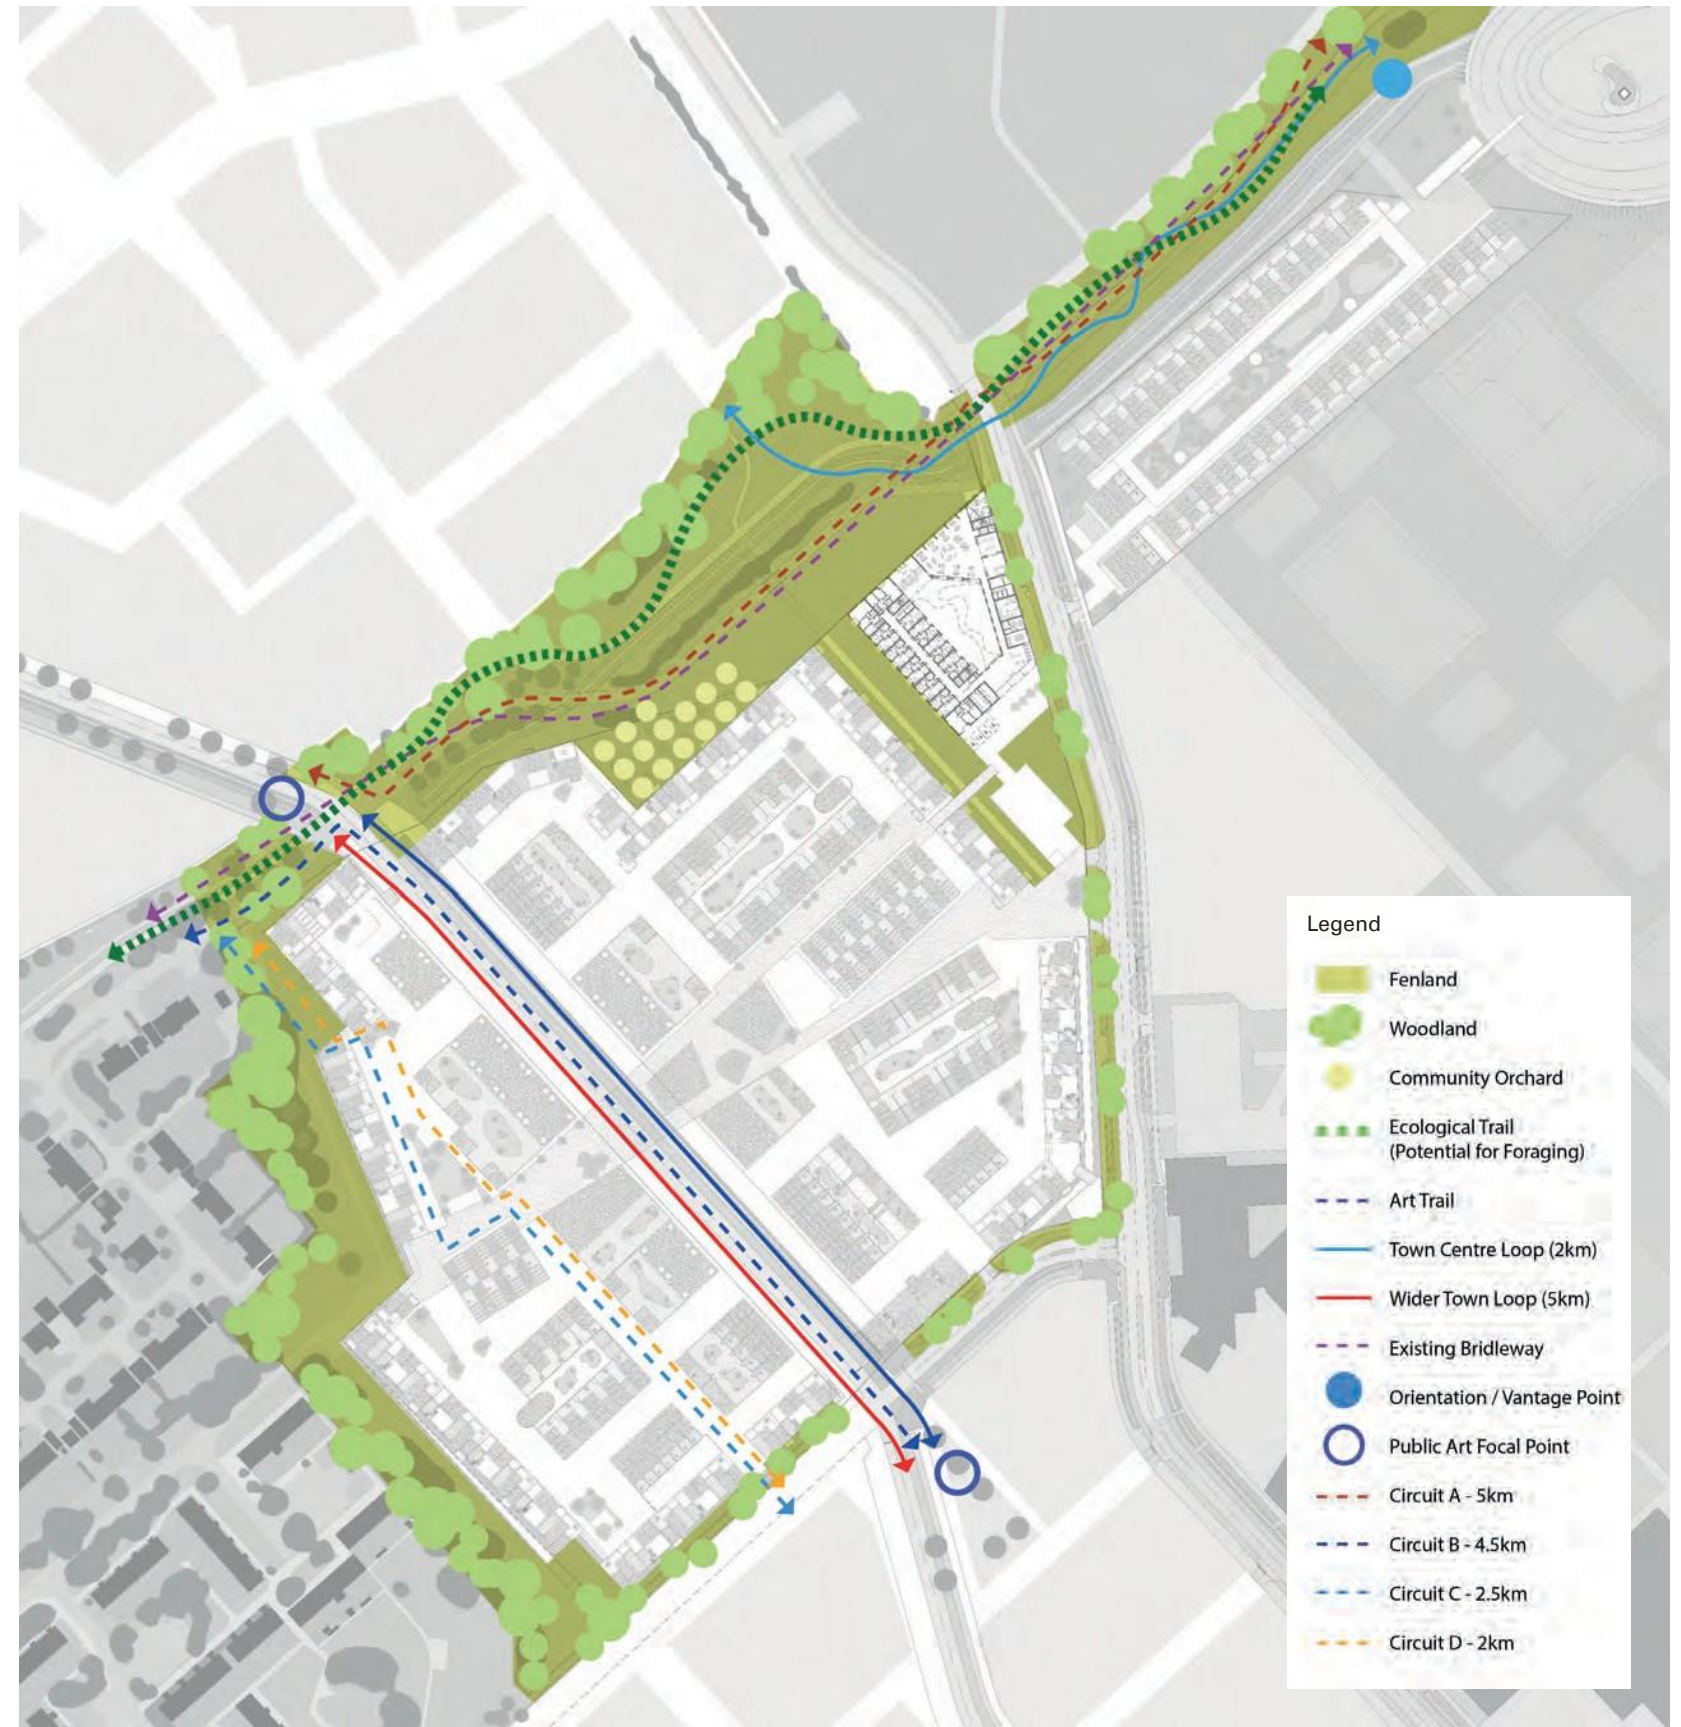 Legend
Fenland
Woodland
Community Orchard
Ecological Trail
(Potential for Foraging)
Art Trail
Town Centre Loop (2km)
Wider Town Loop (5km)
Existing Bridleway
Orientation / Vantage Point
Public Art Focal Point
Circuit A - 5km
Circuit B - 4.5km
Circuit C - 2.5km
Circuit D - 2km